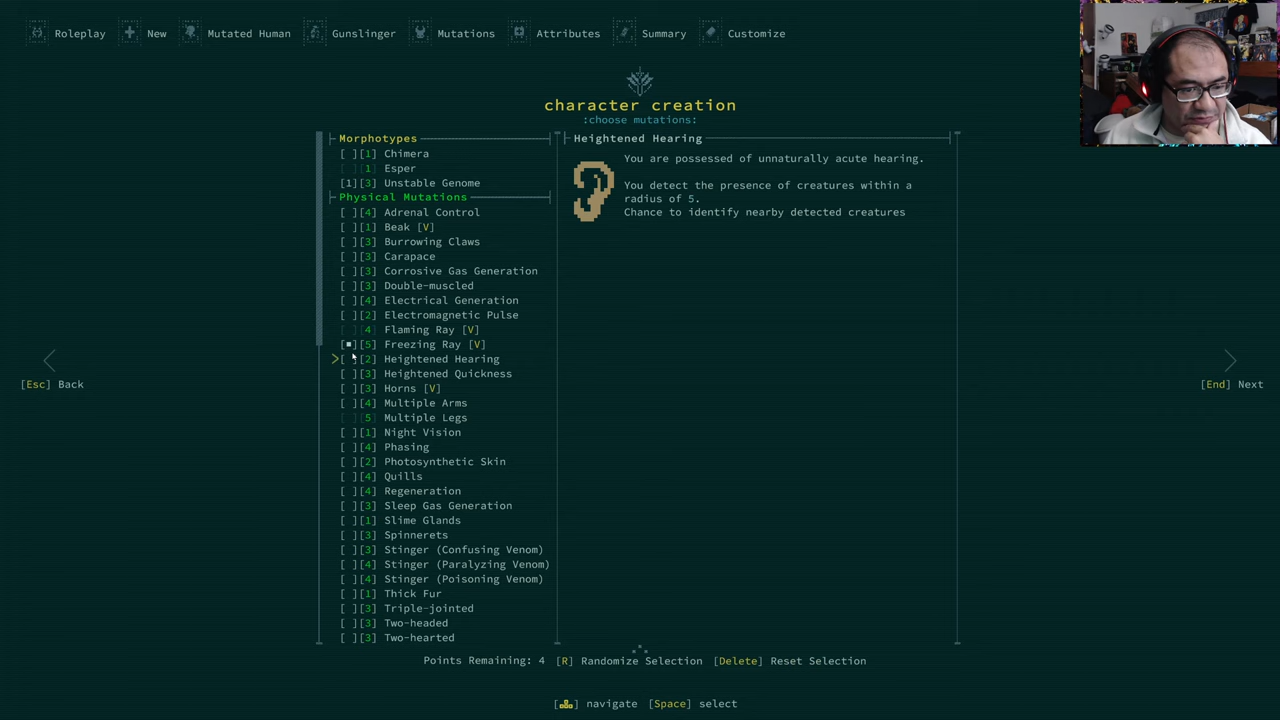 Roleplay New Mutated Human Gunslinger Mutations Attributes Summary Customize
character creation
:choose mutations:
Morphotypes
[ ][1] Chimera
[ ][1] Esper
[1][3] Unstable Genome
Physical Mutations
[ ][4] Adrenal Control
[ ][1] Beak [V]
[ ][3] Burrowing Claws
[ ][3] Carapace
[ ][3] Corrosive Gas Generation
[ ][3] Double-muscled
[ ][4] Electrical Generation
[ ][2] Electromagnetic Pulse
[ ][4] Flaming Ray [V]
[■][5] Freezing Ray [V]
>[ ][2] Heightened Hearing
[ ][3] Heightened Quickness
[ ][3] Horns [V]
[ ][4] Multiple Arms
[ ][5] Multiple Legs
[ ][1] Night Vision
[ ][4] Phasing
[ ][2] Photosynthetic Skin
[ ][4] Quills
[ ][4] Regeneration
[ ][3] Sleep Gas Generation
[ ][1] Slime Glands
[ ][3] Spinnerets
[ ][3] Stinger (Confusing Venom)
[ ][4] Stinger (Paralyzing Venom)
[ ][4] Stinger (Poisoning Venom)
[ ][1] Thick Fur
[ ][3] Triple-jointed
[ ][3] Two-headed
[ ][3] Two-hearted
Heightened Hearing
You are possessed of unnaturally acute hearing.
You detect the presence of creatures within a
radius of 5.
Chance to identify nearby detected creatures
[Esc] Back
[End] Next
Points Remaining: 4 [R] Randomize Selection [Delete] Reset Selection
navigate [Space] select